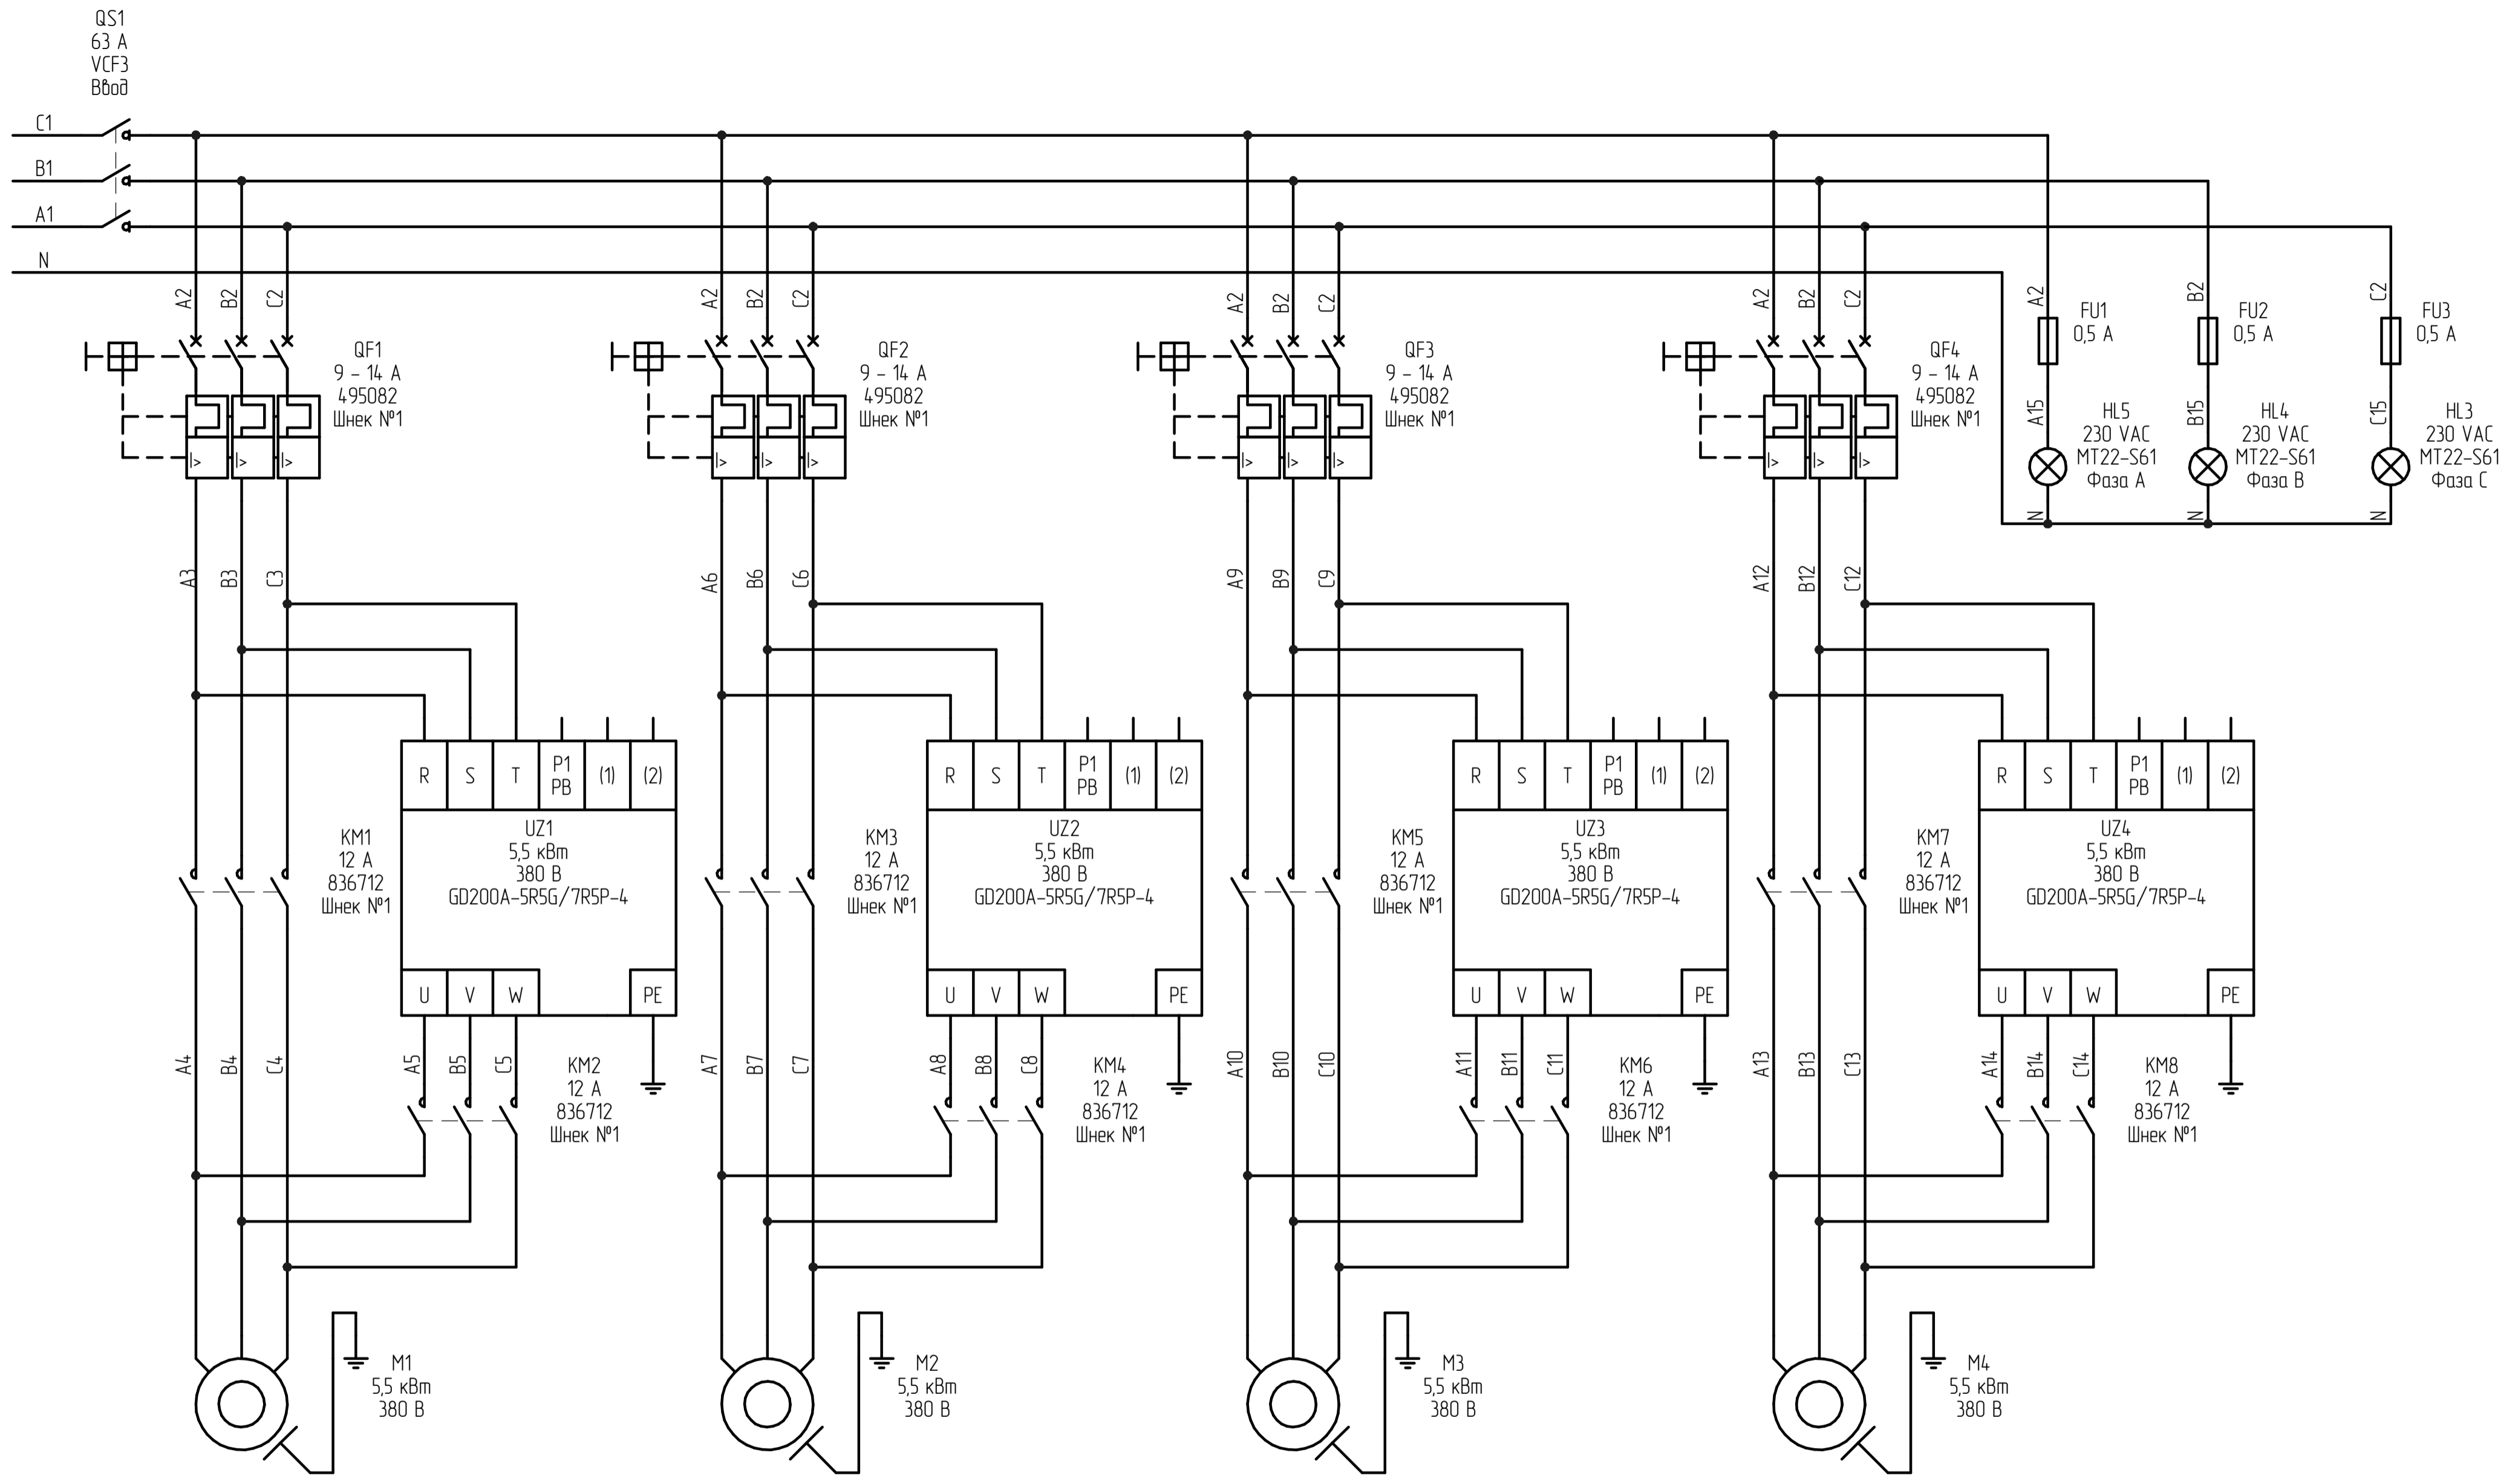 QS1
63 А
VCF3
Ввод
C1
B1
A1
N
A2
B2
C2
QF1
9 – 14 А
495082
Шнек №1
A2
B2
C2
QF2
9 – 14 А
495082
Шнек №1
A2
B2
C2
QF3
9 – 14 А
495082
Шнек №1
A2
B2
C2
QF4
9 – 14 А
495082
Шнек №1
A2
FU1
0,5 А
B2
FU2
0,5 А
C2
FU3
0,5 А
A15
HL5
230 VAC
MT22-S61
Фаза А
B15
HL4
230 VAC
MT22-S61
Фаза В
C15
HL3
230 VAC
MT22-S61
Фаза С
I>
I>
I>
I>
I>
I>
I>
I>
I>
I>
I>
I>
N
N
N
A3
B3
C3
A6
B6
C6
A9
B9
C9
A12
B12
C12
R
S
T
P1
PB
(1)
(2)
R
S
T
P1
PB
(1)
(2)
R
S
T
P1
PB
(1)
(2)
R
S
T
P1
PB
(1)
(2)
KM1
12 А
836712
Шнек №1
UZ1
5,5 кВт
380 В
GD200A-5R5G/7R5P-4
KM3
12 А
836712
Шнек №1
UZ2
5,5 кВт
380 В
GD200A-5R5G/7R5P-4
KM5
12 А
836712
Шнек №1
UZ3
5,5 кВт
380 В
GD200A-5R5G/7R5P-4
KM7
12 А
836712
Шнек №1
UZ4
5,5 кВт
380 В
GD200A-5R5G/7R5P-4
U
V
W
PE
U
V
W
PE
U
V
W
PE
U
V
W
PE
A4
B4
C4
A5
B5
C5
KM2
12 А
836712
Шнек №1
A7
B7
C7
A8
B8
C8
KM4
12 А
836712
Шнек №1
A10
B10
C10
A11
B11
C11
KM6
12 А
836712
Шнек №1
A13
B13
C13
A14
B14
C14
KM8
12 А
836712
Шнек №1
M1
5,5 кВт
380 В
M2
5,5 кВт
380 В
M3
5,5 кВт
380 В
M4
5,5 кВт
380 В